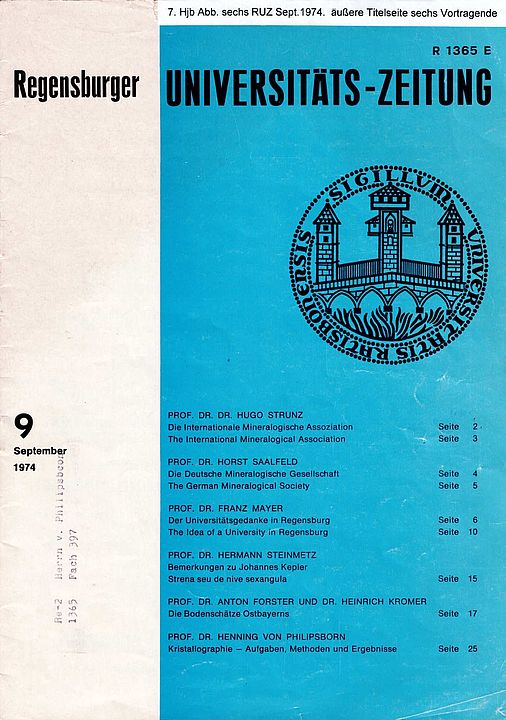 7. Hjb Abb. sechs RUZ Sept.1974. äußere Titelseite sechs Vortragende
R 1365 E
Regensburger UNIVERSITÄTS-ZEITUNG
SIGILLVM UNIVERSITATIS RATISBONENSIS
9
September
1974
Re-2 Herrn v. Philipsborn
1365 Fach 397
PROF. DR. DR. HUGO STRUNZ
Die Internationale Mineralogische Assoziation Seite 2
The International Mineralogical Association Seite 3
PROF. DR. HORST SAALFELD
Die Deutsche Mineralogische Gesellschaft Seite 4
The German Mineralogical Society Seite 5
PROF. DR. FRANZ MAYER
Der Universitätsgedanke in Regensburg Seite 6
The Idea of a University in Regensburg Seite 10
PROF. DR. HERMANN STEINMETZ
Bemerkungen zu Johannes Kepler
Strena seu de nive sexangula Seite 15
PROF. DR. ANTON FORSTER UND DR. HEINRICH KROMER
Die Bodenschätze Ostbayerns Seite 17
PROF. DR. HENNING VON PHILIPSBORN
Kristallographie – Aufgaben, Methoden und Ergebnisse Seite 25